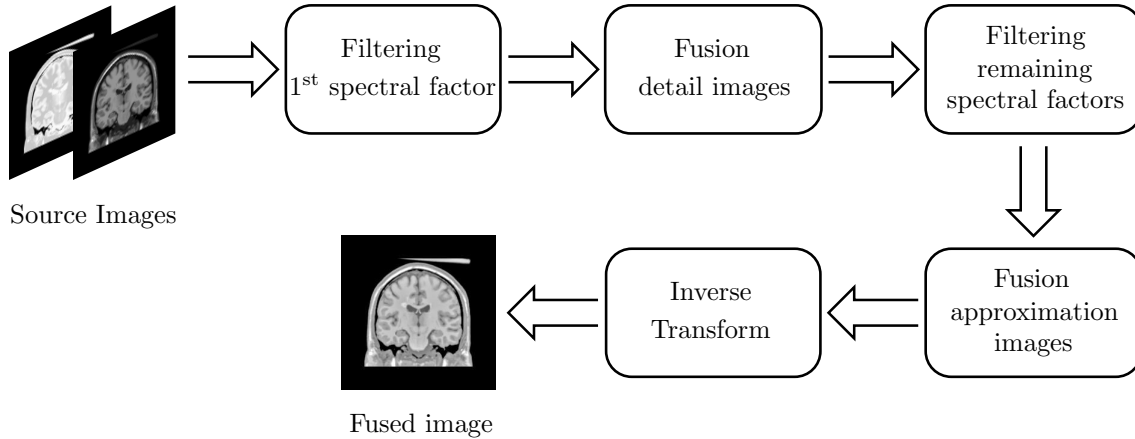 Filtering
1st spectral factor
Fusion
detail images
Filtering
remaining
spectral factors
Source Images
Fusion
approximation
images
Inverse
Transform
Fused image